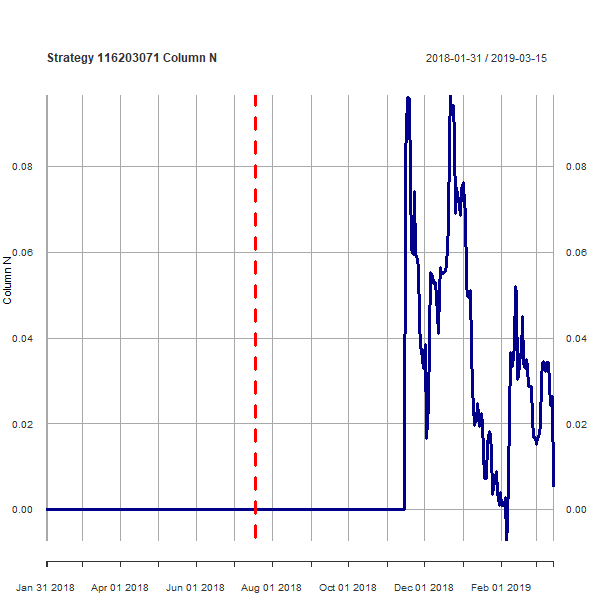 Strategy 116203071 Column N
2018-01-31 / 2019-03-15
0.08
0.08
0.06
0.06
Column N
0.04
0.04
0.02
0.02
0.00
0.00
Jan 31 2018
Apr 01 2018
Jun 01 2018
Aug 01 2018
Oct 01 2018
Dec 01 2018
Feb 01 2019